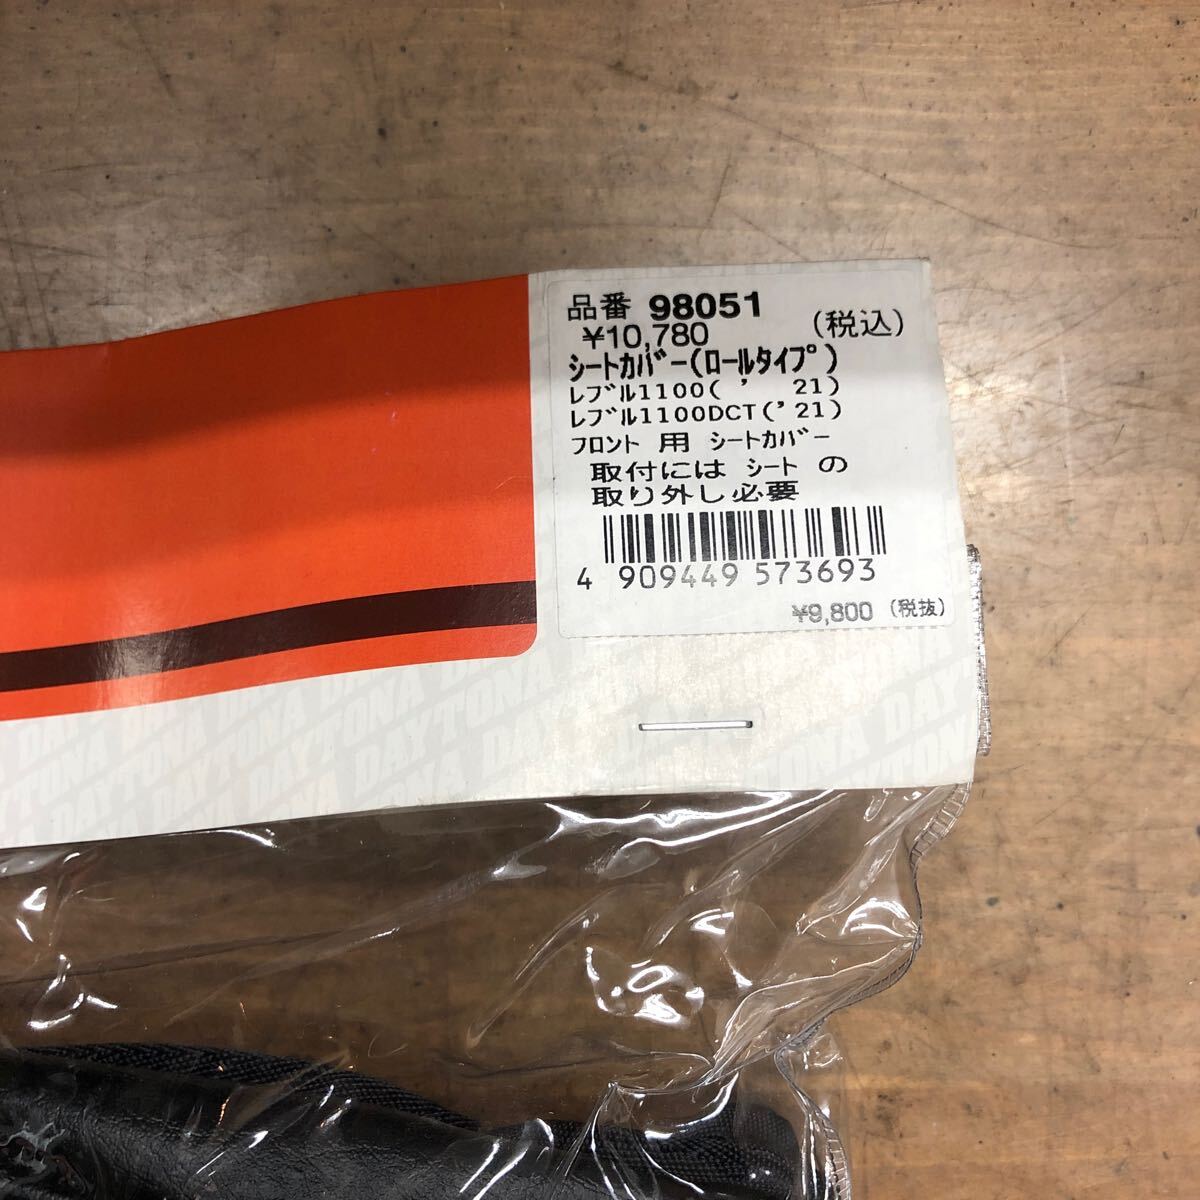 品番 98051
¥10,780 (税込)
ｼｰﾄｶﾊﾞｰ(ﾛｰﾙﾀｲﾌﾟ)
ﾚﾌﾞﾙ1100( ’ 21)
ﾚﾌﾞﾙ1100DCT(’21)
ﾌﾛﾝﾄ 用 ｼｰﾄｶﾊﾞｰ
取付には ｼｰﾄ の
取り外し必要
4 909449 573693
¥9,800 (税抜)
DAYTONA DAYTONA DAYTONA